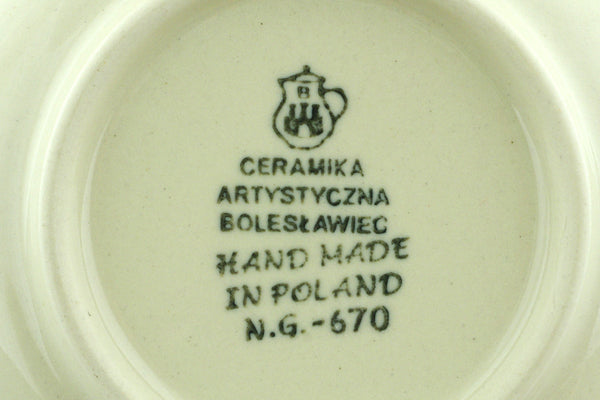 CERAMIKA
ARTYSTYCZNA
BOLESŁAWIEC
HAND MADE
IN POLAND
N.G.-670